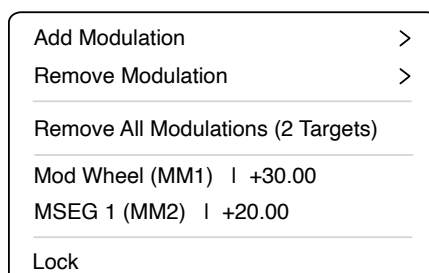 Add Modulation >
Remove Modulation >
Remove All Modulations (2 Targets)
Mod Wheel (MM1) | +30.00
MSEG 1 (MM2) | +20.00
Lock